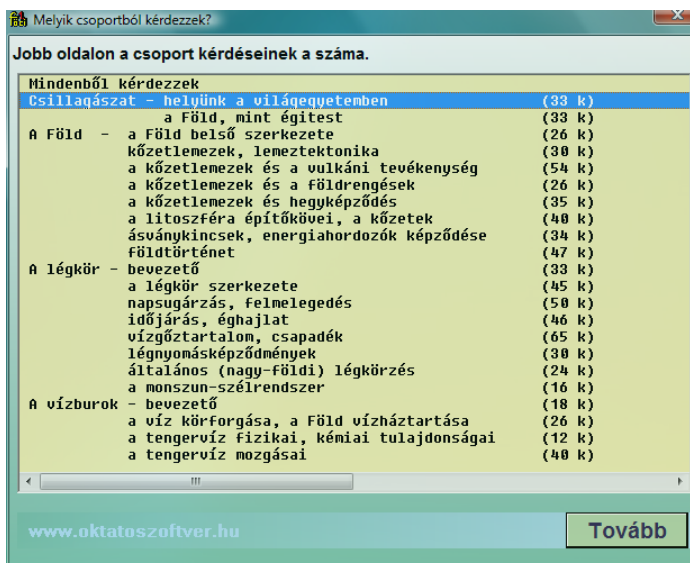 Melyik csoportból kérdezzek?
Jobb oldalon a csoport kérdéseinek a száma.
Mindenből kérdezzek
Csillagászat - helyünk a világegyetemben (33 k)
a Föld, mint égitest (33 k)
A Föld - a Föld belső szerkezete (26 k)
kőzetlemezek, lemeztektonika (30 k)
a kőzetlemezek és a vulkáni tevékenység (54 k)
a kőzetlemezek és a földrengések (26 k)
a kőzetlemezek és hegyképződés (35 k)
a litoszféra építőkövei, a kőzetek (40 k)
ásványkincsek, energiahordozók képződése (34 k)
földtörténet (47 k)
A légkör - bevezető (33 k)
a légkör szerkezete (45 k)
napsugárzás, felmelegedés (50 k)
időjárás, éghajlat (46 k)
vízgőztartalom, csapadék (65 k)
légnyomásképződmények (30 k)
általános (nagy-földi) légkörzés (24 k)
a monszun-szélrendszer (16 k)
A vízburok - bevezető (18 k)
a víz körforgása, a Föld vízháztartása (26 k)
a tengervíz fizikai, kémiai tulajdonságai (12 k)
a tengervíz mozgásai (40 k)
www.oktatoszoftver.hu
Tovább